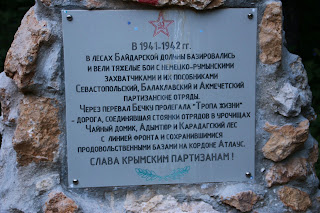 В 1941-1942 гг.
В ЛЕСАХ БАЙДАРСКОЙ ДОЛИНЫ БАЗИРОВАЛИСЬ
И ВЕЛИ ТЯЖЕЛЫЕ БОИ С НЕМЕЦКО-РУМЫНСКИМИ
ЗАХВАТЧИКАМИ И ИХ ПОСОБНИКАМИ
СЕВАСТОПОЛЬСКИЙ, БАЛАКЛАВСКИЙ И АКМЕЧЕТСКИЙ
ПАРТИЗАНСКИЕ ОТРЯДЫ.
ЧЕРЕЗ ПЕРЕВАЛ БЕЧКУ ПРОЛЕГАЛА "ТРОПА ЖИЗНИ" -
ДОРОГА, СОЕДИНЯВШАЯ СТОЯНКИ ОТРЯДОВ В УРОЧИЩАХ
ЧАЙНЫЙ ДОМИК, АДЫМТЮР И КАРАДАГСКИЙ ЛЕС
С ЛИНИЕЙ ФРОНТА И СОХРАНИВШИМИСЯ
ПРОДОВОЛЬСТВЕННЫМИ БАЗАМИ НА КОРДОНЕ АТЛАУС.
СЛАВА КРЫМСКИМ ПАРТИЗАНАМ !